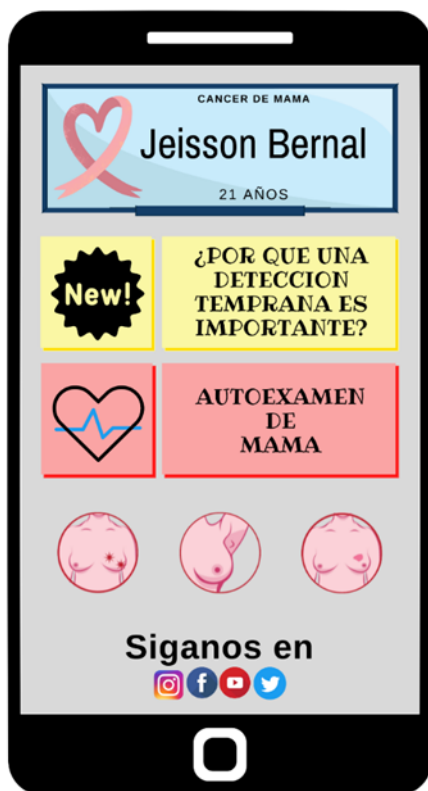 CANCER DE MAMA
Jeisson Bernal
21 AÑOS
New!
¿POR QUE UNA
DETECCION
TEMPRANA ES
IMPORTANTE?
AUTOEXAMEN
DE
MAMA
Siganos en